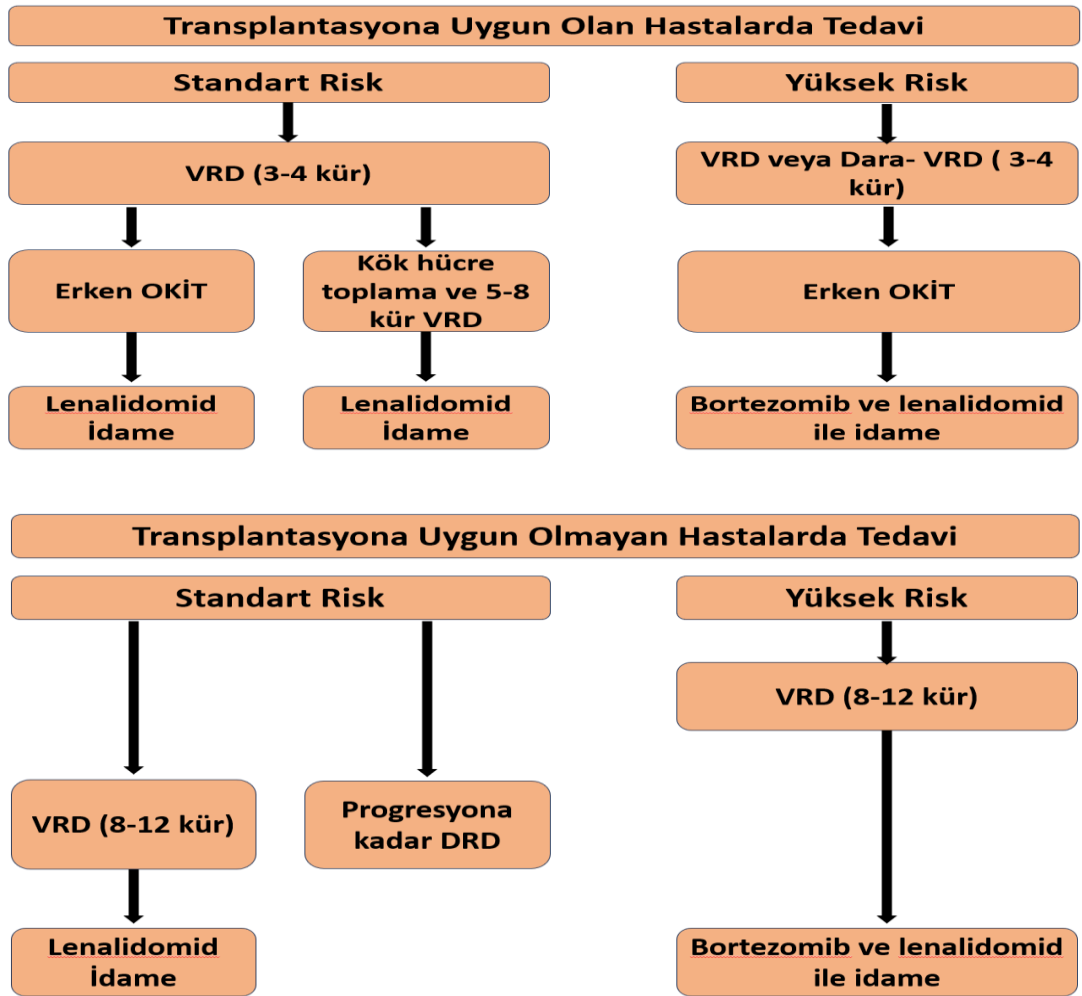 Transplantasyona Uygun Olan Hastalarda Tedavi
Standart Risk
Yüksek Risk
VRD (3-4 kür)
VRD veya Dara- VRD ( 3-4
kür)
Erken OKİT
Kök hücre
toplama ve 5-8
kür VRD
Erken OKİT
Lenalidomid
İdame
Lenalidomid
İdame
Bortezomib ve lenalidomid
ile idame
Transplantasyona Uygun Olmayan Hastalarda Tedavi
Standart Risk
Yüksek Risk
VRD (8-12 kür)
VRD (8-12 kür)
Progresyona
kadar DRD
Lenalidomid
İdame
Bortezomib ve lenalidomid
ile idame